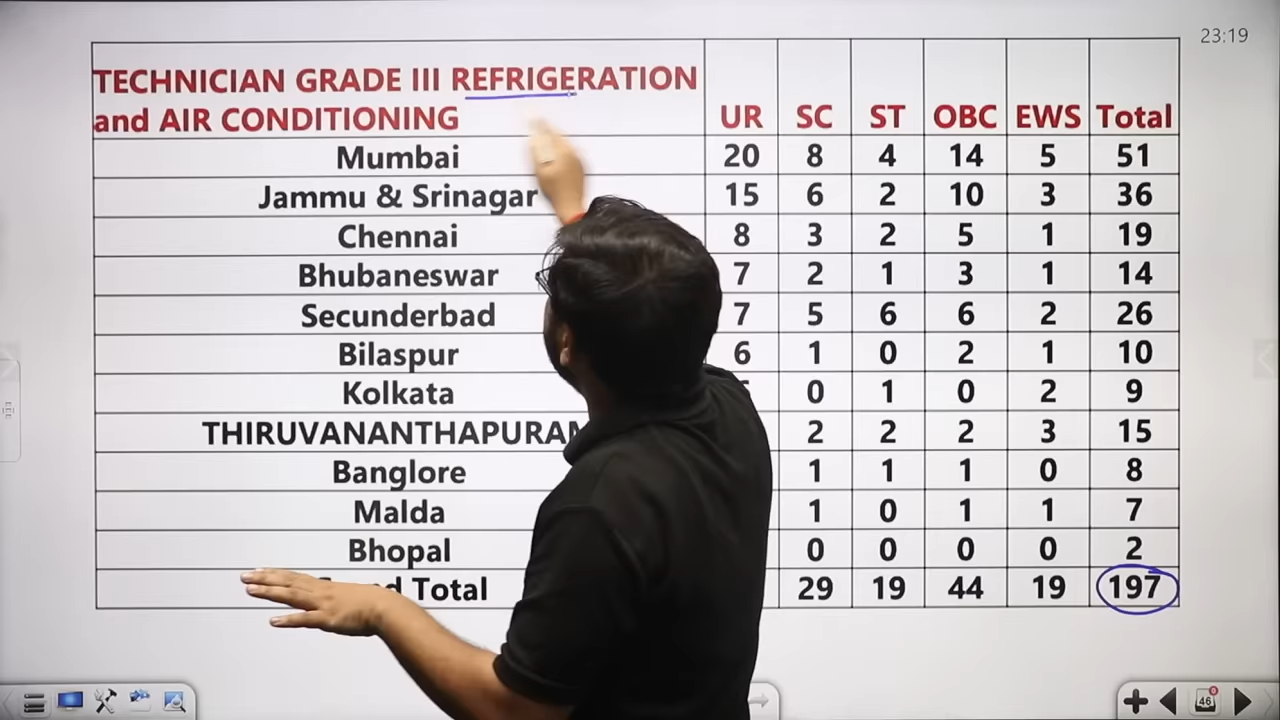 23:19
TECHNICIAN GRADE III REFRIGERATION
and AIR CONDITIONING UR SC ST OBC EWS Total
Mumbai 20 8 4 14 5 51
Jammu & Srinagar 15 6 2 10 3 36
Chennai 8 3 2 5 1 19
Bhubaneswar 7 2 1 3 1 14
Secunderbad 7 5 6 6 2 26
Bilaspur 6 1 0 2 1 10
Kolkata 0 1 0 2 9
2 2 2 3 15
Banglore 1 1 1 0 8
Malda 1 0 1 1 7
Bhopal 0 0 0 0 2
Total 29 19 44 19 197
46